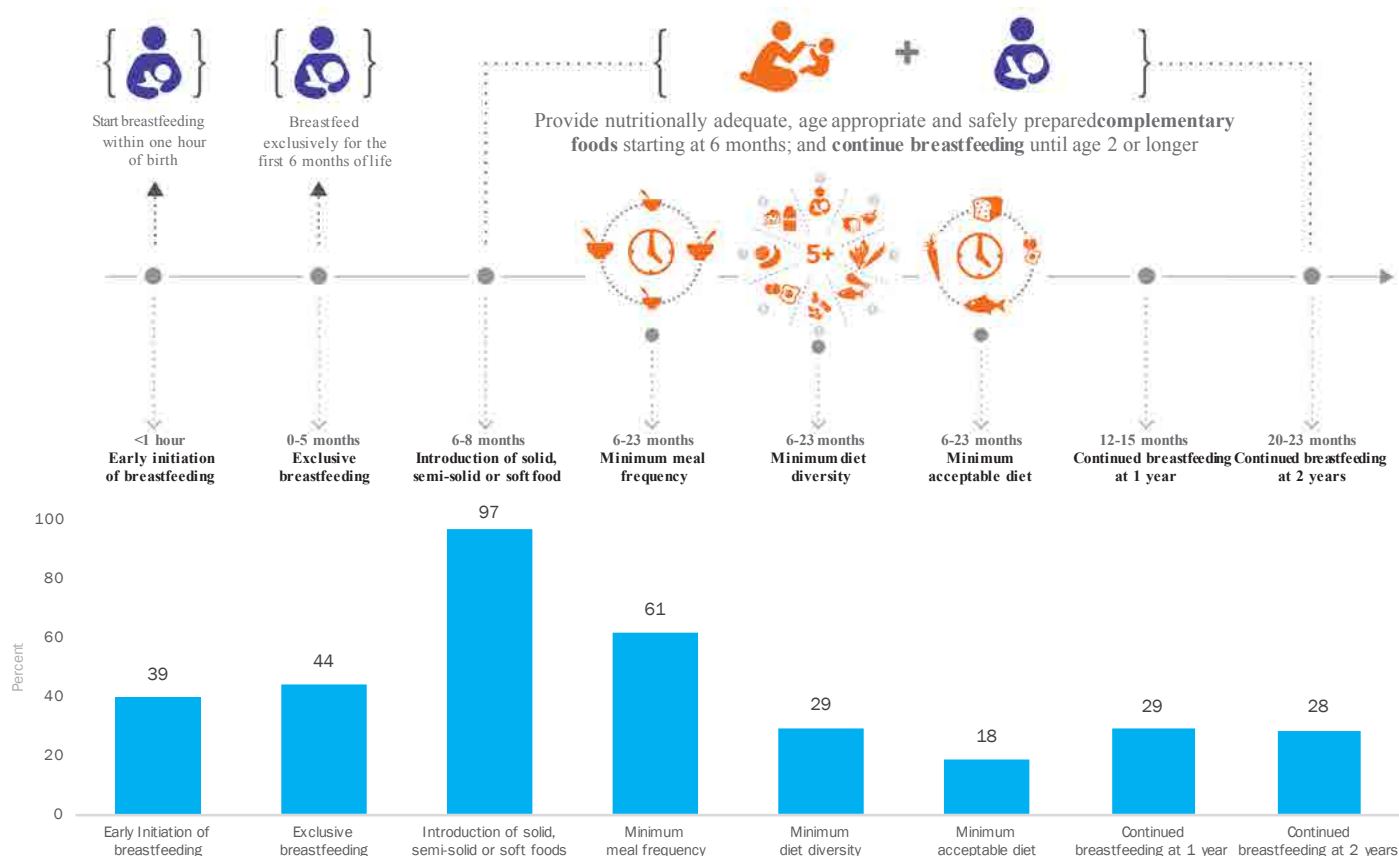 Start breastfeeding
within one hour
of birth
Breastfeed
exclusively for the
first 6 months of life
Provide nutritionally adequate, age appropriate and safely prepared complementary
foods starting at 6 months; and continue breastfeeding until age 2 or longer
5+
<1 hour
Early initiation
of breastfeeding
0-5 months
Exclusive
breastfeeding
6-8 months
Introduction of solid,
semi-solid or soft food
6-23 months
Minimum meal
frequency
6-23 months
Minimum diet
diversity
6-23 months
Minimum
acceptable diet
12-15 months
Continued breastfeeding
at 1 year
20-23 months
Continued breastfeeding
at 2 years
Percent
100
80
60
40
20
0
39
44
97
61
29
18
29
28
Early Initiation of
breastfeeding
Exclusive
breastfeeding
Introduction of solid,
semi-solid or soft foods
Minimum
meal frequency
Minimum
diet diversity
Minimum
acceptable diet
Continued
breastfeeding at 1 year
Continued
breastfeeding at 2 years